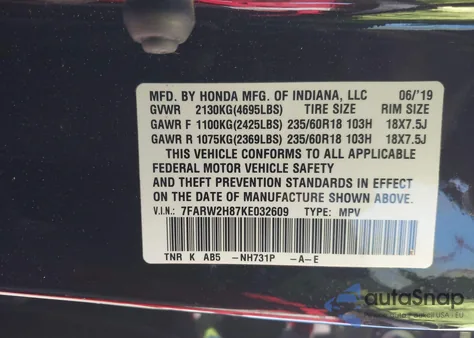 MFD. BY HONDA MFG. OF INDIANA, LLC 06/'19
GVWR 2130KG(4695LBS) TIRE SIZE RIM SIZE
GAWR F 1100KG(2425LBS) 235/60R18 103H 18X7.5J
GAWR R 1075KG(2369LBS) 235/60R18 103H 18X7.5J
THIS VEHICLE CONFORMS TO ALL APPLICABLE
FEDERAL MOTOR VEHICLE SAFETY
AND THEFT PREVENTION STANDARDS IN EFFECT
ON THE DATE OF MANUFACTURE SHOWN ABOVE.
V.I.N.: 7FARW2H87KE032609 TYPE: MPV
TNR K AB5 -NH731P -A-E
autoSnap